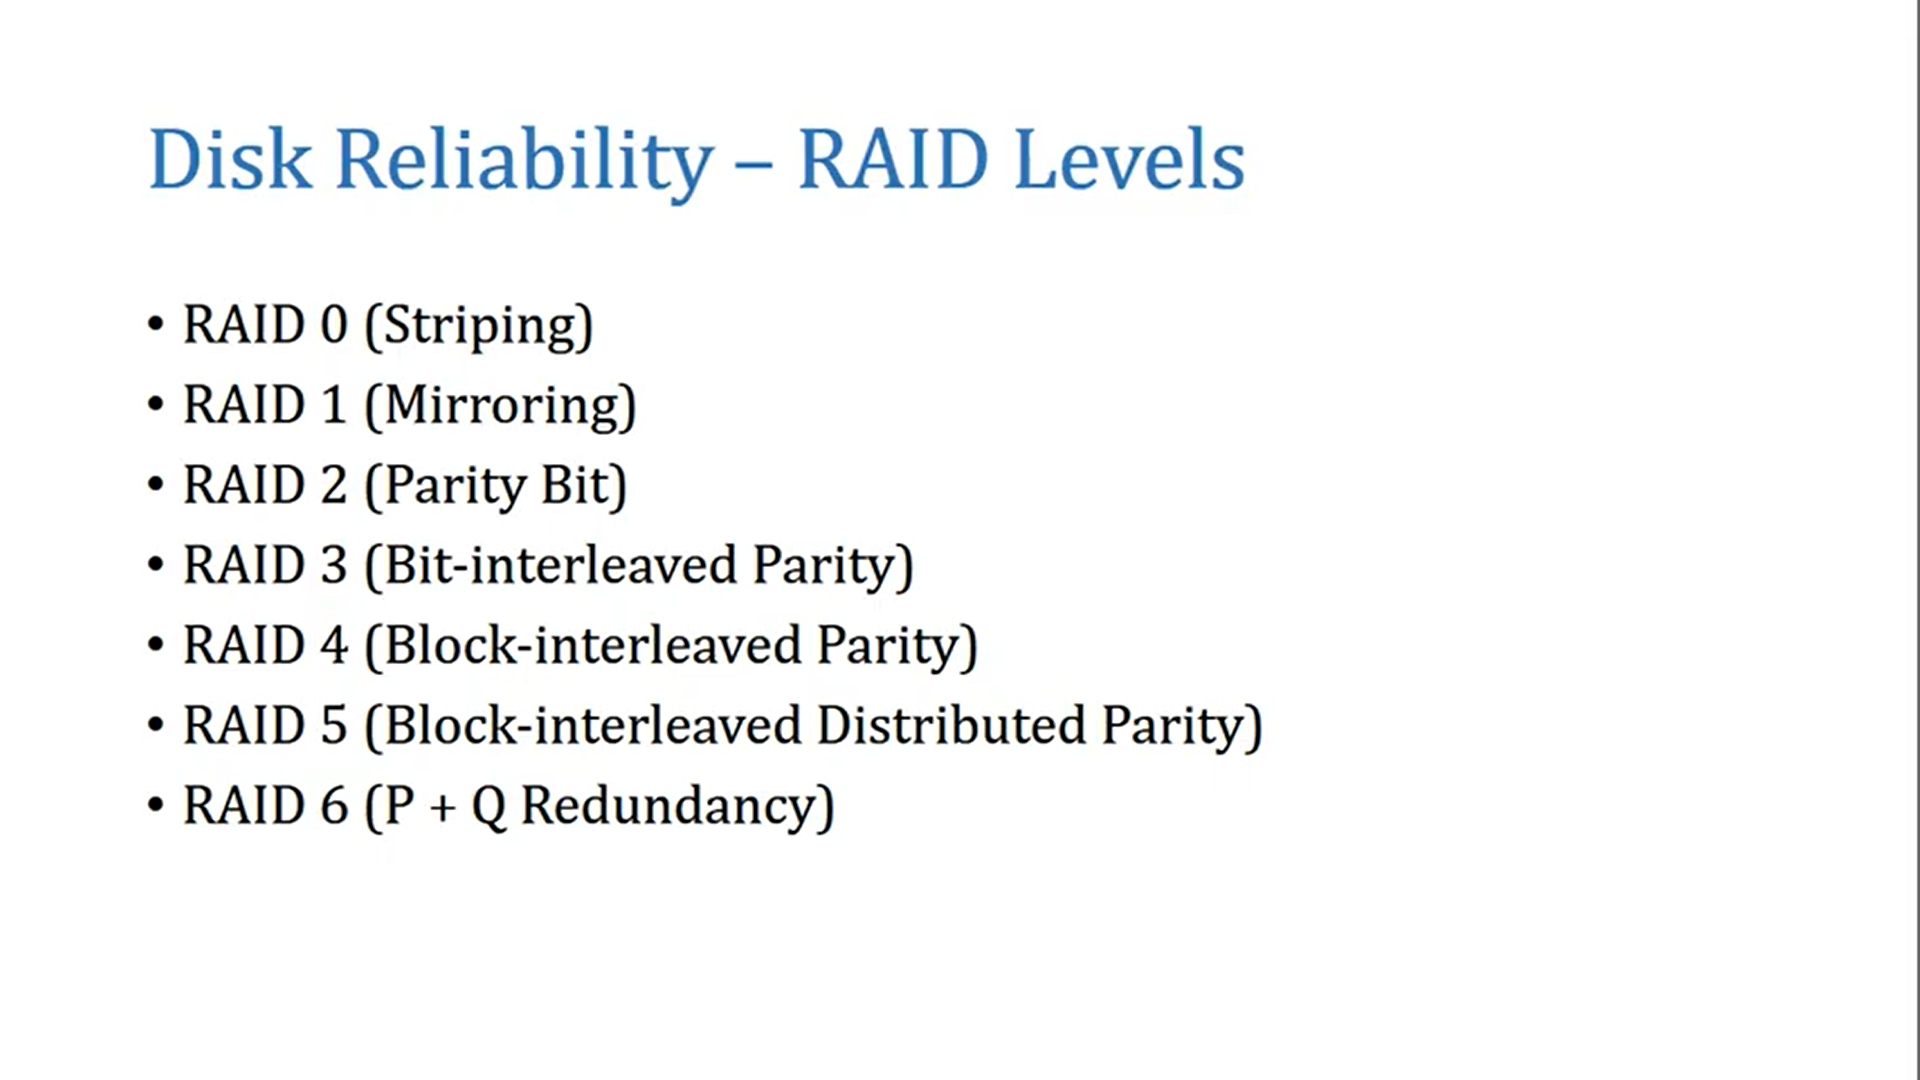 Disk Reliability – RAID Levels
• RAID 0 (Striping)
• RAID 1 (Mirroring)
• RAID 2 (Parity Bit)
• RAID 3 (Bit-interleaved Parity)
• RAID 4 (Block-interleaved Parity)
• RAID 5 (Block-interleaved Distributed Parity)
• RAID 6 (P + Q Redundancy)